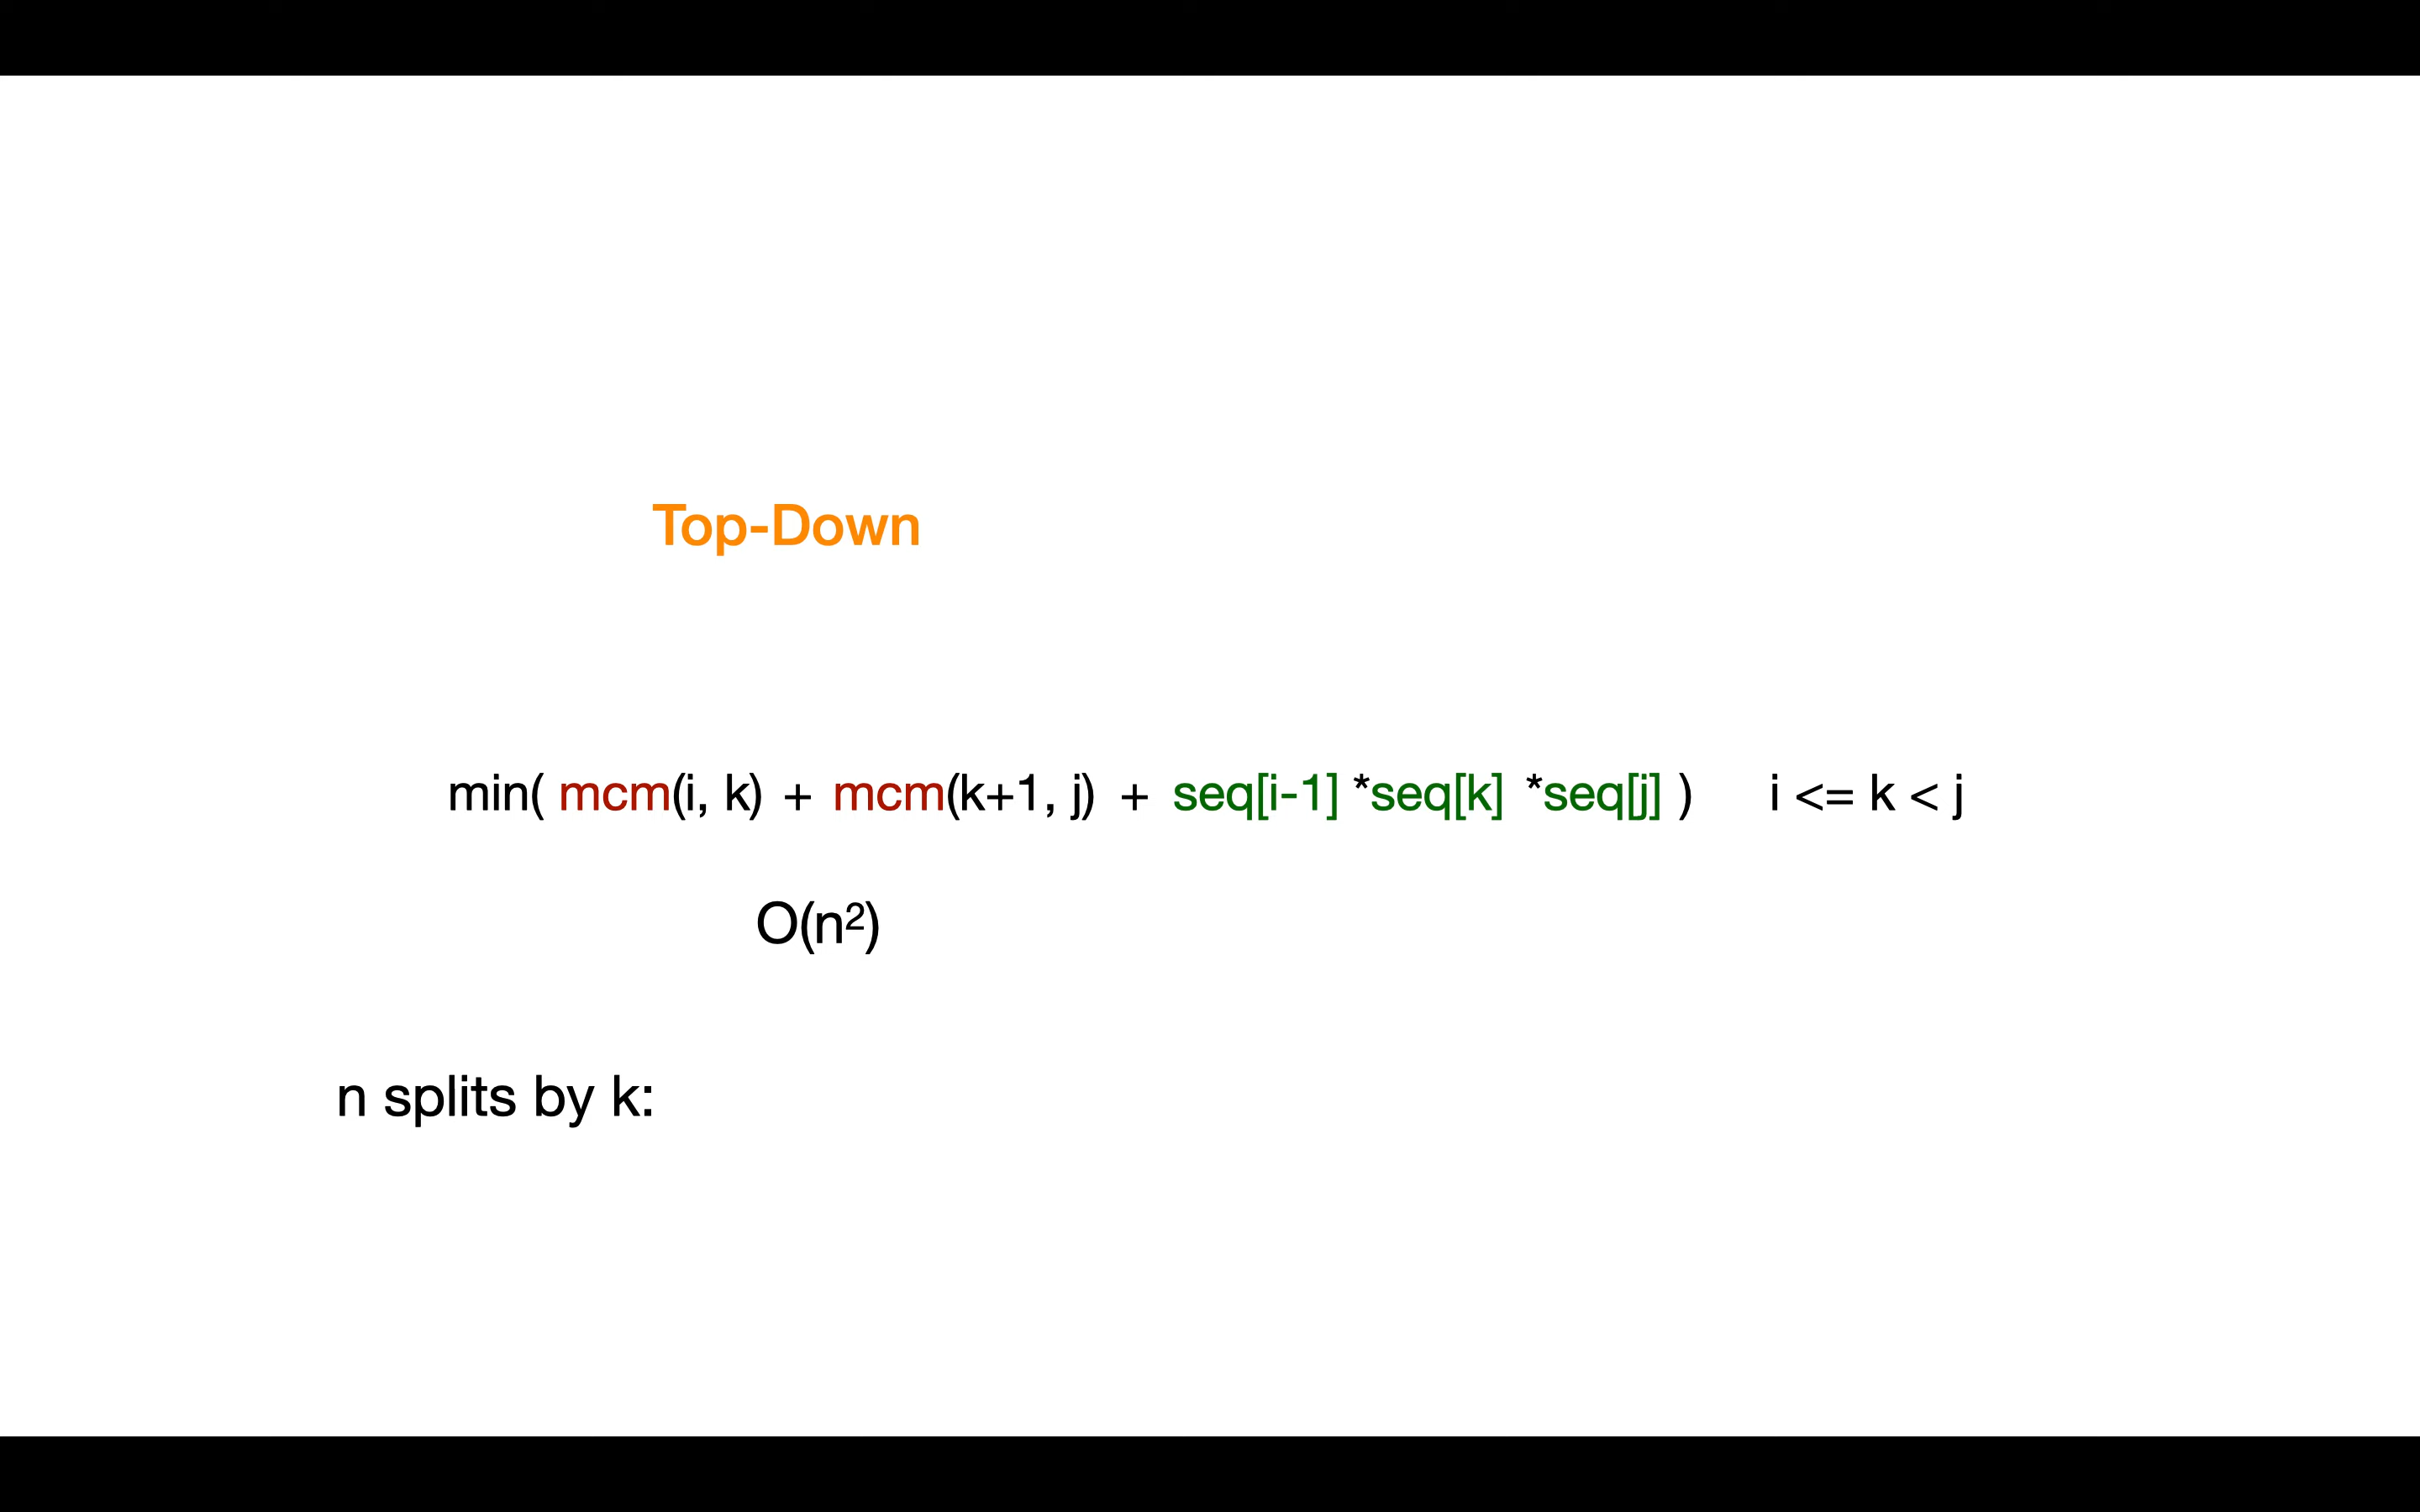 Top-Down
min( mcm(i, k) + mcm(k+1, j) + seq[i-1] *seq[k] *seq[j] ) i <= k < j
O(n²)
n splits by k: